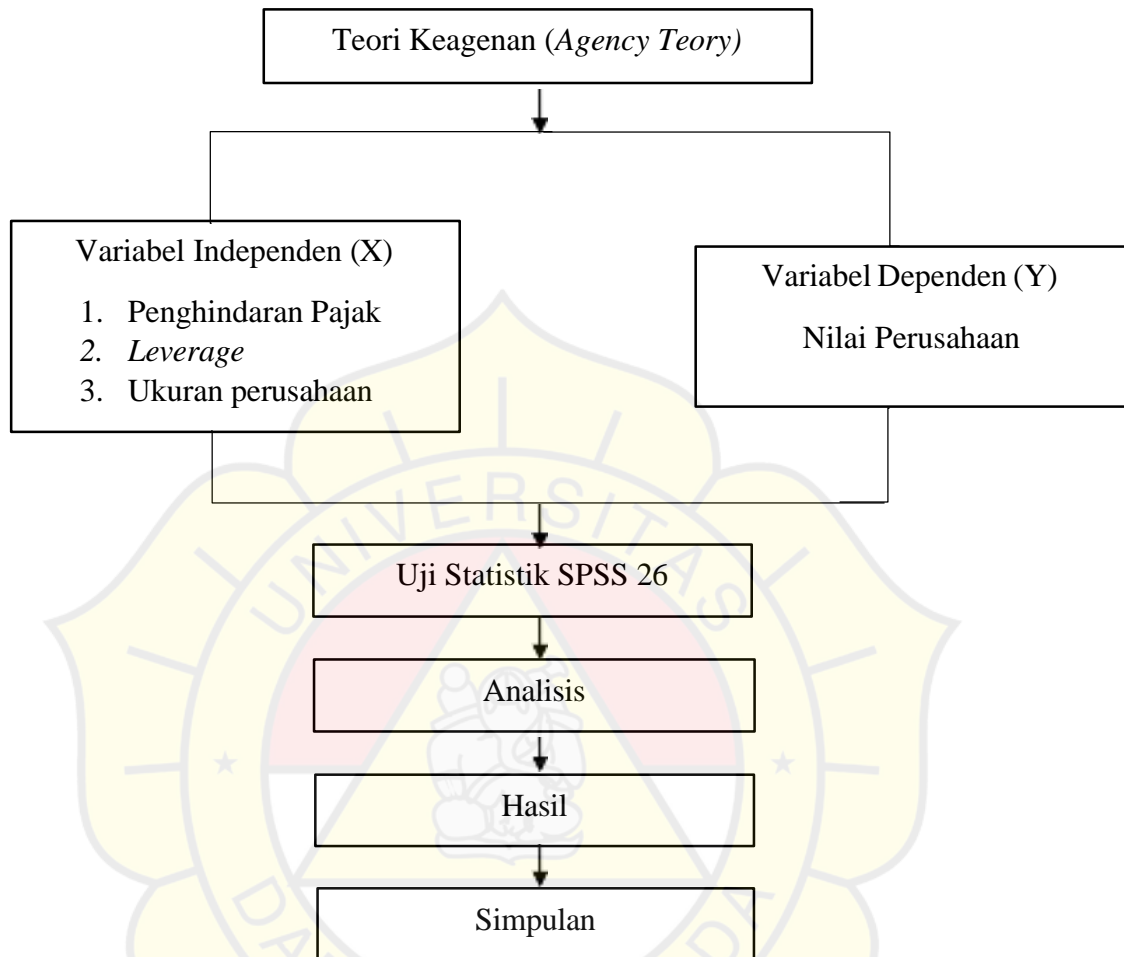 Teori Keagenan (Agency Teory)
Variabel Independen (X)
1. Penghindaran Pajak
2. Leverage
3. Ukuran perusahaan
Variabel Dependen (Y)
Nilai Perusahaan
UNIVERSITAS
Uji Statistik SPSS 26
Analisis
Hasil
Simpulan